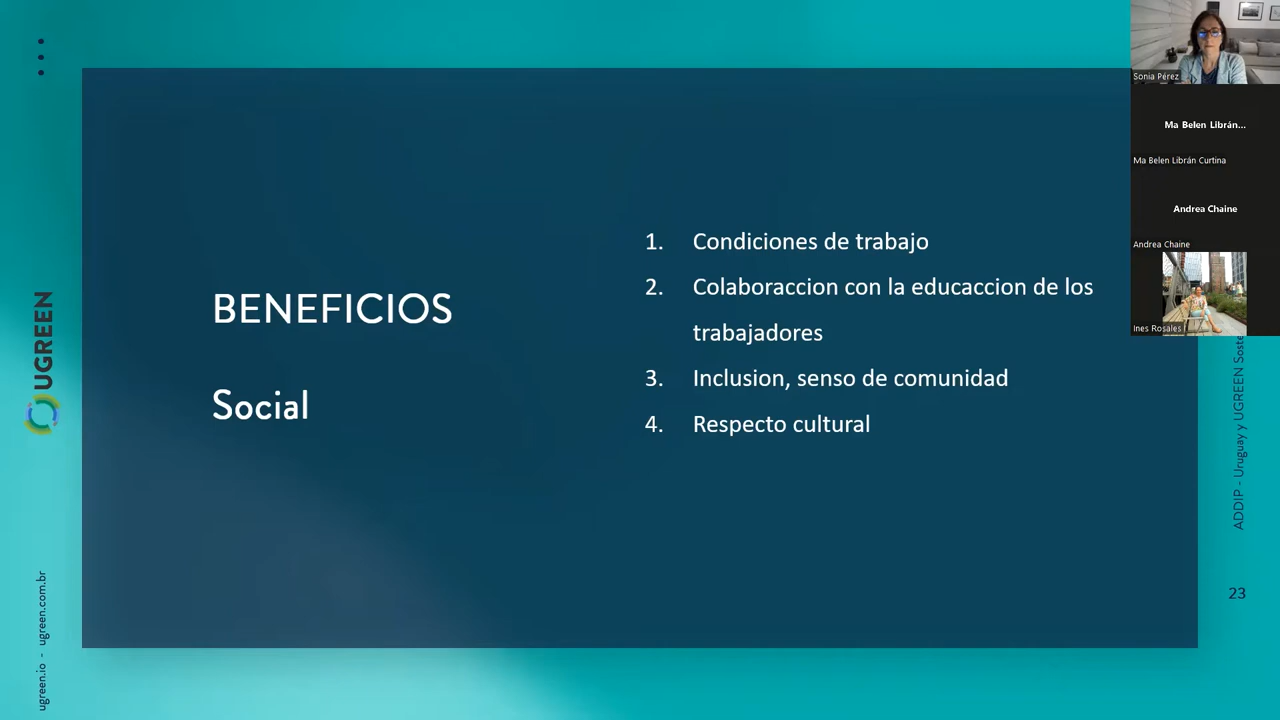 BENEFICIOS
Social
1. Condiciones de trabajo
2. Colaboraccion con la educaccion de los
trabajadores
3. Inclusion, senso de comunidad
4. Respecto cultural
UGREEN
ugreen.io - ugreen.com.br
Sonia Pérez
Ma Belen Librán...
Ma Belen Librán Curtina
Andrea Chaine
Andrea Chaine
Ines Rosales
ADDIP - Uruguay y UGREEN Soste
23